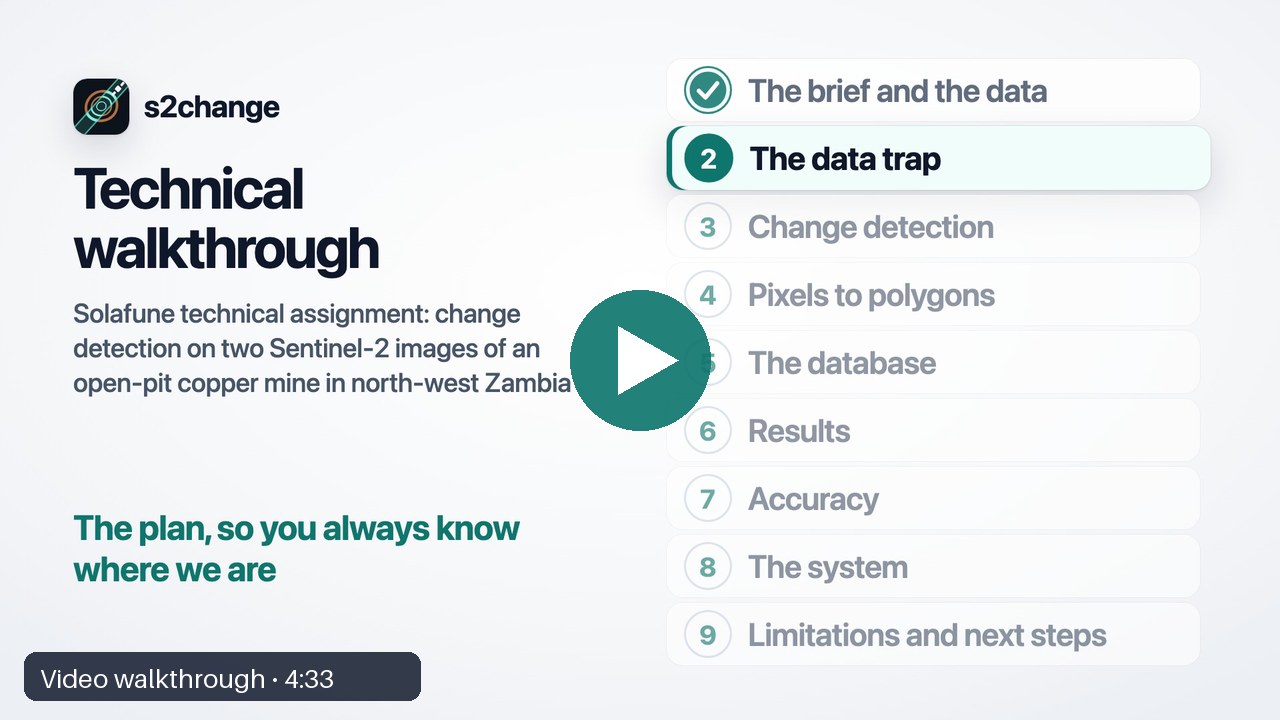 s2change
Technical
walkthrough
Solafune technical assignment: change
detection on two Sentinel-2 images of an
open-pit copper mine in north-west Zambia
The plan, so you always know
where we are
The brief and the data
2 The data trap
3 Change detection
4 Pixels to polygons
5 The database
6 Results
7 Accuracy
8 The system
9 Limitations and next steps
Video walkthrough · 4:33